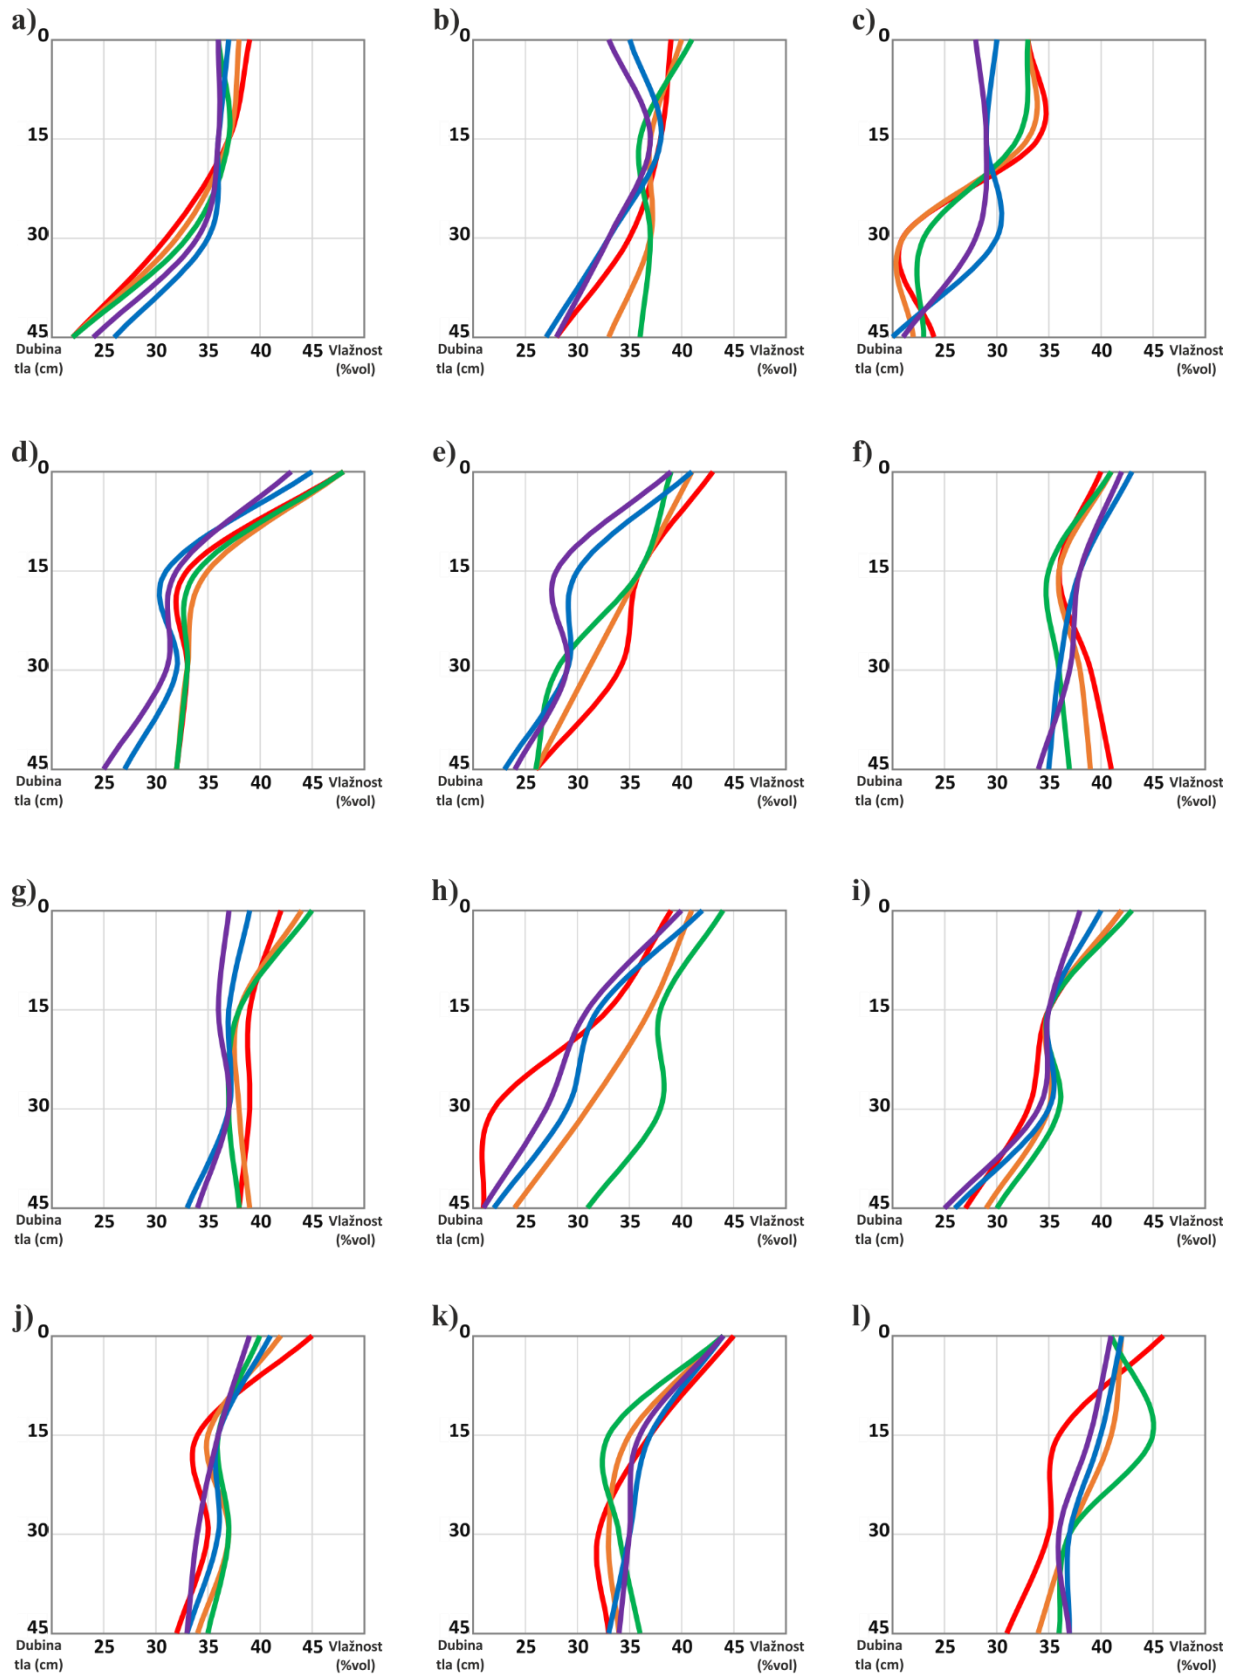 a) b) c)
0 0 0
15 15 15
30 30 30
45 45 45
Dubina 25 30 35 40 45 Vlažnost Dubina 25 30 35 40 45 Vlažnost Dubina 25 30 35 40 45 Vlažnost
tla (cm) (%vol) tla (cm) (%vol) tla (cm) (%vol)
d) e) f)
0 0 0
15 15 15
30 30 30
45 45 45
Dubina 25 30 35 40 45 Vlažnost Dubina 25 30 35 40 45 Vlažnost Dubina 25 30 35 40 45 Vlažnost
tla (cm) (%vol) tla (cm) (%vol) tla (cm) (%vol)
g) h) i)
0 0 0
15 15 15
30 30 30
45 45 45
Dubina 25 30 35 40 45 Vlažnost Dubina 25 30 35 40 45 Vlažnost Dubina 25 30 35 40 45 Vlažnost
tla (cm) (%vol) tla (cm) (%vol) tla (cm) (%vol)
j) k) l)
0 0 0
15 15 15
30 30 30
45 45 45
Dubina 25 30 35 40 45 Vlažnost Dubina 25 30 35 40 45 Vlažnost Dubina 25 30 35 40 45 Vlažnost
tla (cm) (%vol) tla (cm) (%vol) tla (cm) (%vol)